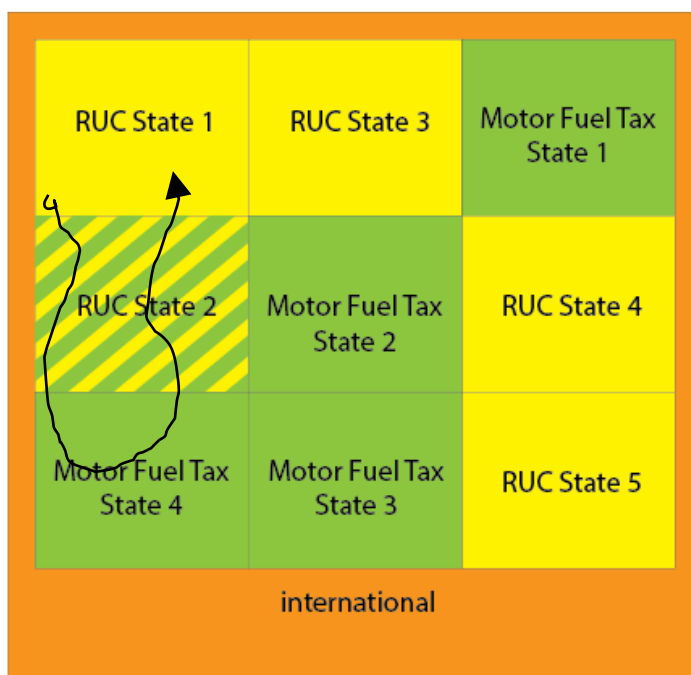 RUC State 1
RUC State 3
Motor Fuel Tax
State 1
RUC State 2
Motor Fuel Tax
State 2
RUC State 4
Motor Fuel Tax
State 4
Motor Fuel Tax
State 3
RUC State 5
international